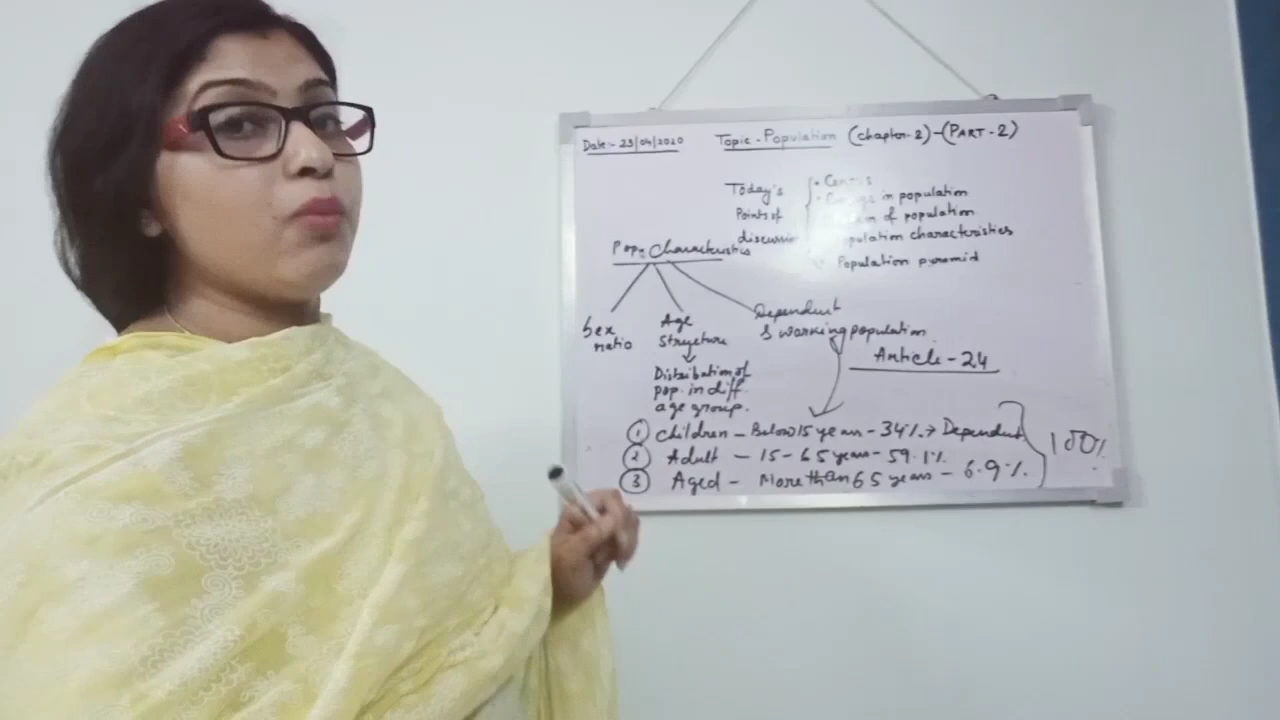 Date:- 23/04/2020 Topic - Population (chapter-2)-(PART-2)
Today's
Points of
discussion
in population
of population
characteristics
Population pyramid
Pop. Characteristics
Sex
ratio
Age
structure
Dependent
& working population
Article - 24
Distribution of
pop. in diff.
age group.
① Children - Below 15 years - 34%→ Dependent
② Adult - 15 - 65 years - 59.1%
③ Aged - More than 65 years - 6.9%
100%